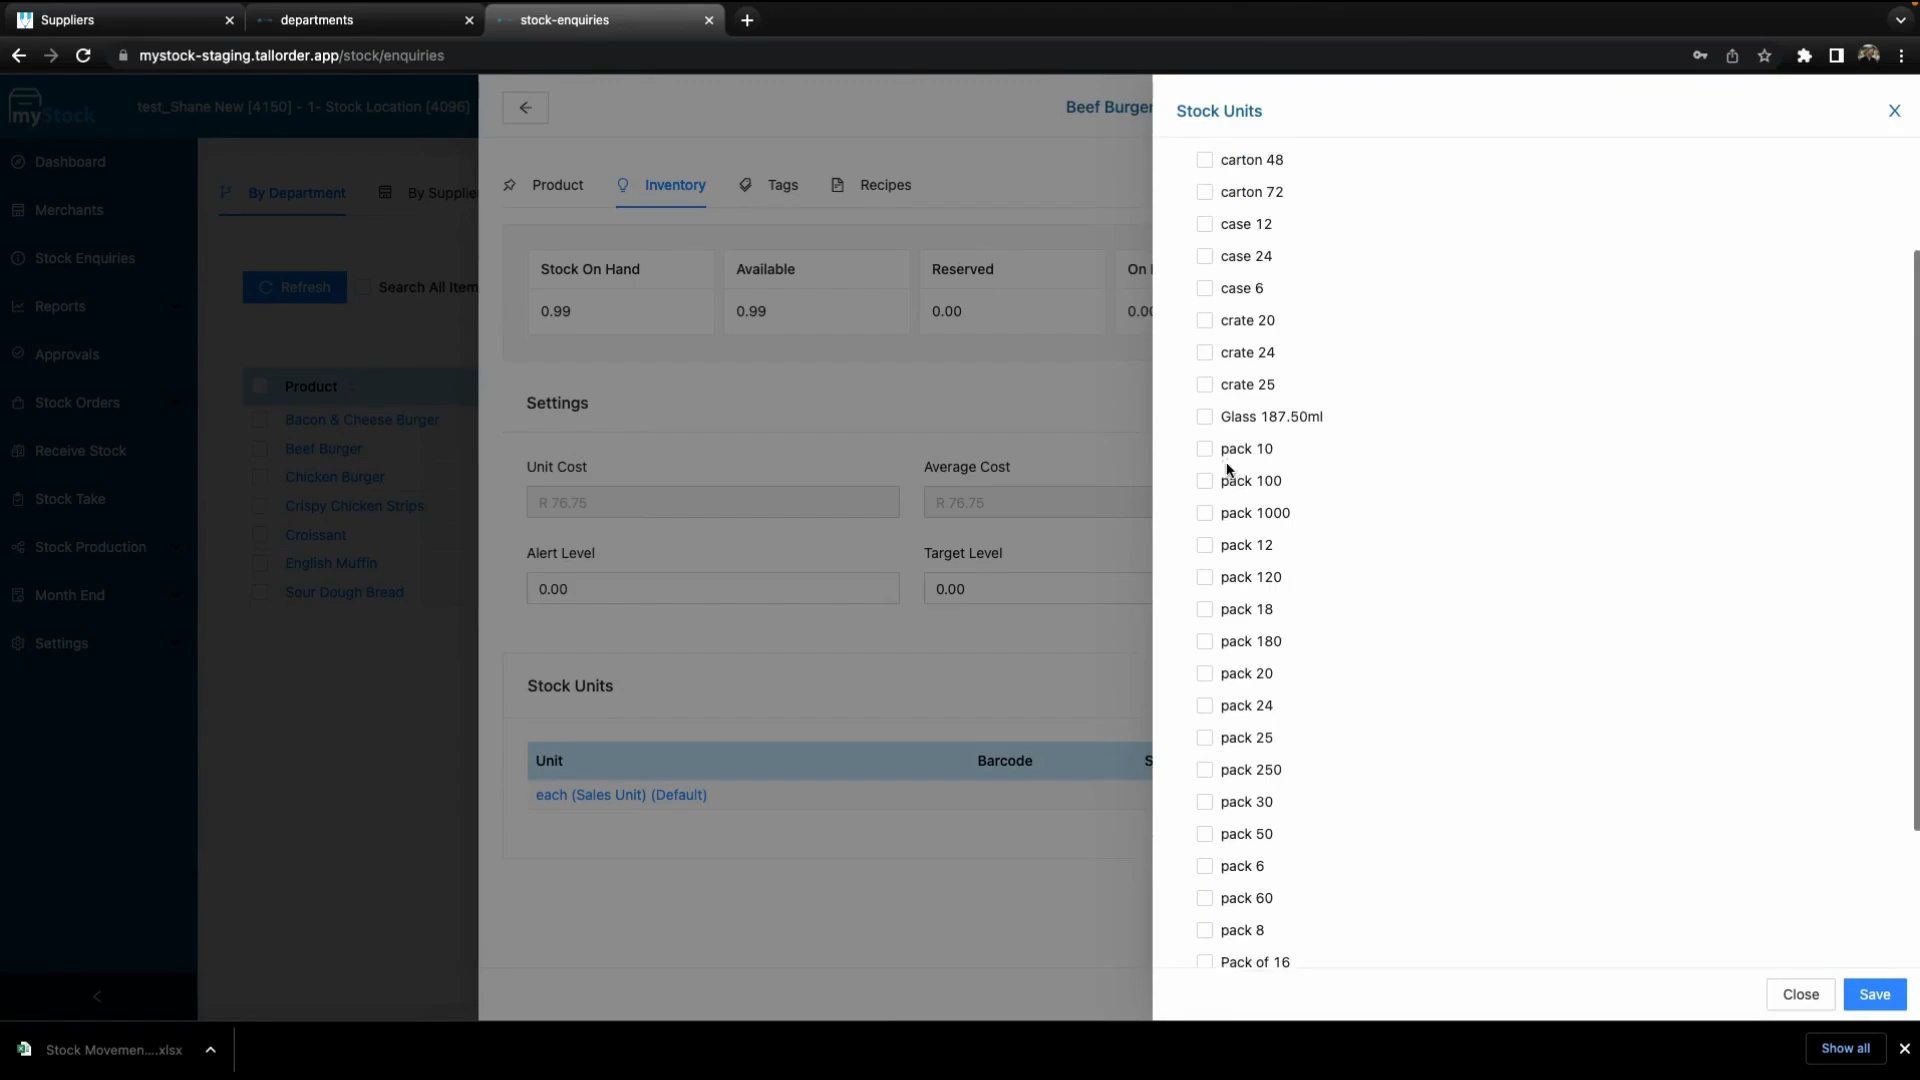 Suppliers
departments
stock-enquiries
mystock-staging.tallorder.app/stock/enquiries
myStock
test_Shane New [4150] - 1- Stock Location [4096]
Dashboard
Merchants
Stock Enquiries
Reports
Approvals
Stock Orders
Receive Stock
Stock Take
Stock Production
Month End
Settings
By Department
By Supplie
Refresh
Search All Item
Product
Bacon & Cheese Burger
Beef Burger
Chicken Burger
Crispy Chicken Strips
Croissant
English Muffin
Sour Dough Bread
Beef Burger
Product
Inventory
Tags
Recipes
Stock On Hand
Available
Reserved
On
0.99
0.99
0.00
0.00
Settings
Unit Cost
Average Cost
R 76.75
R 76.75
Alert Level
Target Level
0.00
0.00
Stock Units
Unit
Barcode
S
each (Sales Unit) (Default)
Stock Units
carton 48
carton 72
case 12
case 24
case 6
crate 20
crate 24
crate 25
Glass 187.50ml
pack 10
pack 100
pack 1000
pack 12
pack 120
pack 18
pack 180
pack 20
pack 24
pack 25
pack 250
pack 30
pack 50
pack 6
pack 60
pack 8
Pack of 16
Close
Save
Stock Movemen....xlsx
Show all